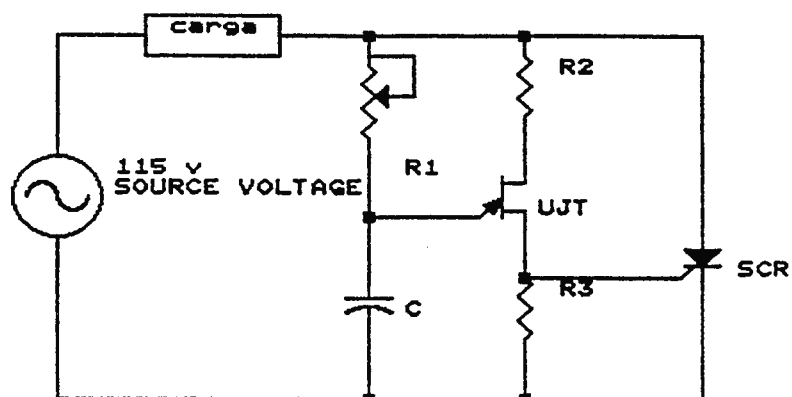 carga
R2
115 v
SOURCE VOLTAGE
R1
UJT
SCR
R3
C